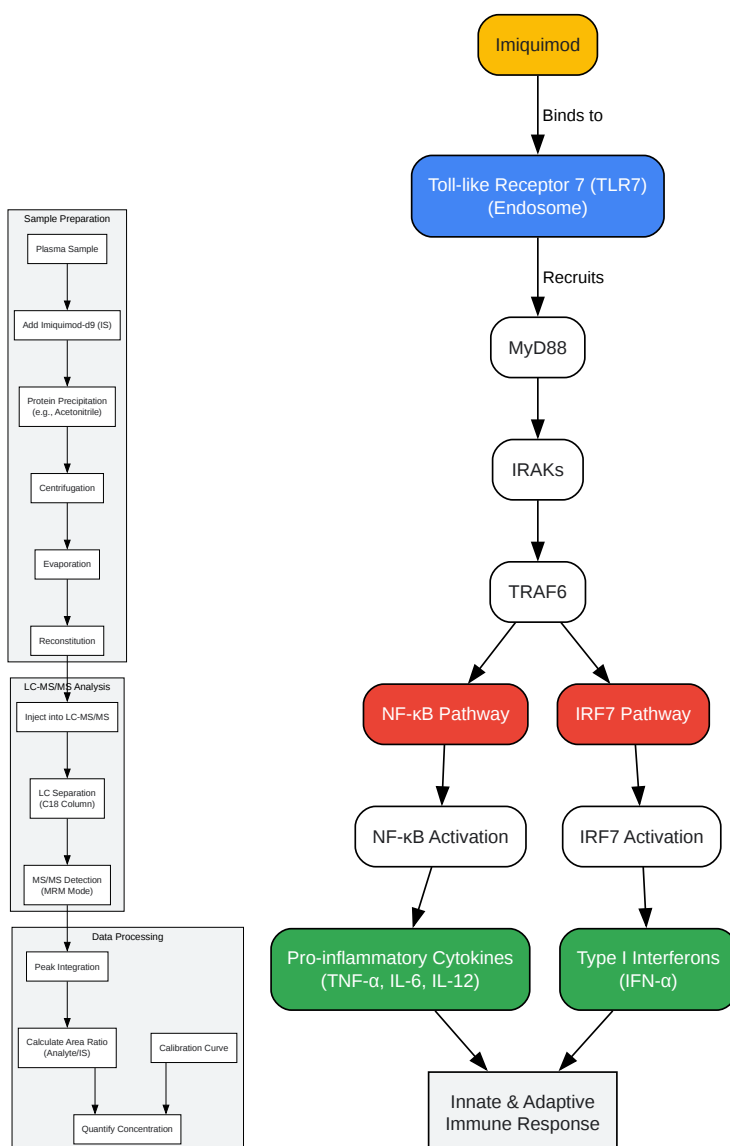 Sample Preparation
Plasma Sample
Add Imiquimod-d9 (IS)
Protein Precipitation
(e.g., Acetonitrile)
Centrifugation
Evaporation
Reconstitution
LC-MS/MS Analysis
Inject into LC-MS/MS
LC Separation
(C18 Column)
MS/MS Detection
(MRM Mode)
Data Processing
Peak Integration
Calculate Area Ratio
(Analyte/IS)
Calibration Curve
Quantify Concentration
Imiquimod
Binds to
Toll-like Receptor 7 (TLR7)
(Endosome)
Recruits
MyD88
IRAKs
TRAF6
NF-κB Pathway
IRF7 Pathway
NF-κB Activation
IRF7 Activation
Pro-inflammatory Cytokines
(TNF-α, IL-6, IL-12)
Type I Interferons
(IFN-α)
Innate & Adaptive
Immune Response